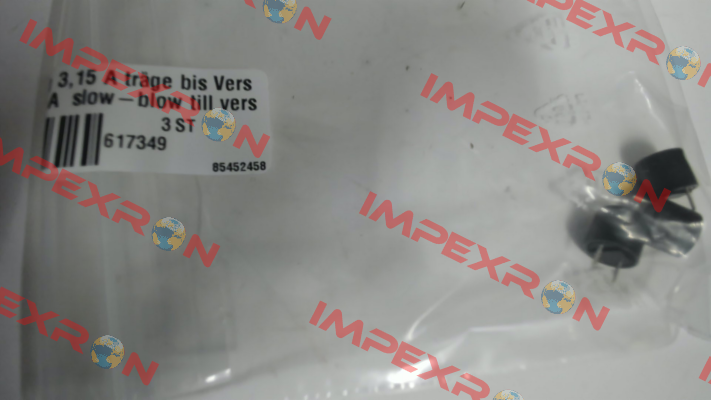 3,15 A träge bis Vers
A slow-blow till vers
3 ST
617349
85452458
IMPEXRON
IMPEXRON
IMPEXRON
IMPEXRON
IMPEXRON
IMPEXRON
IMPEXRON